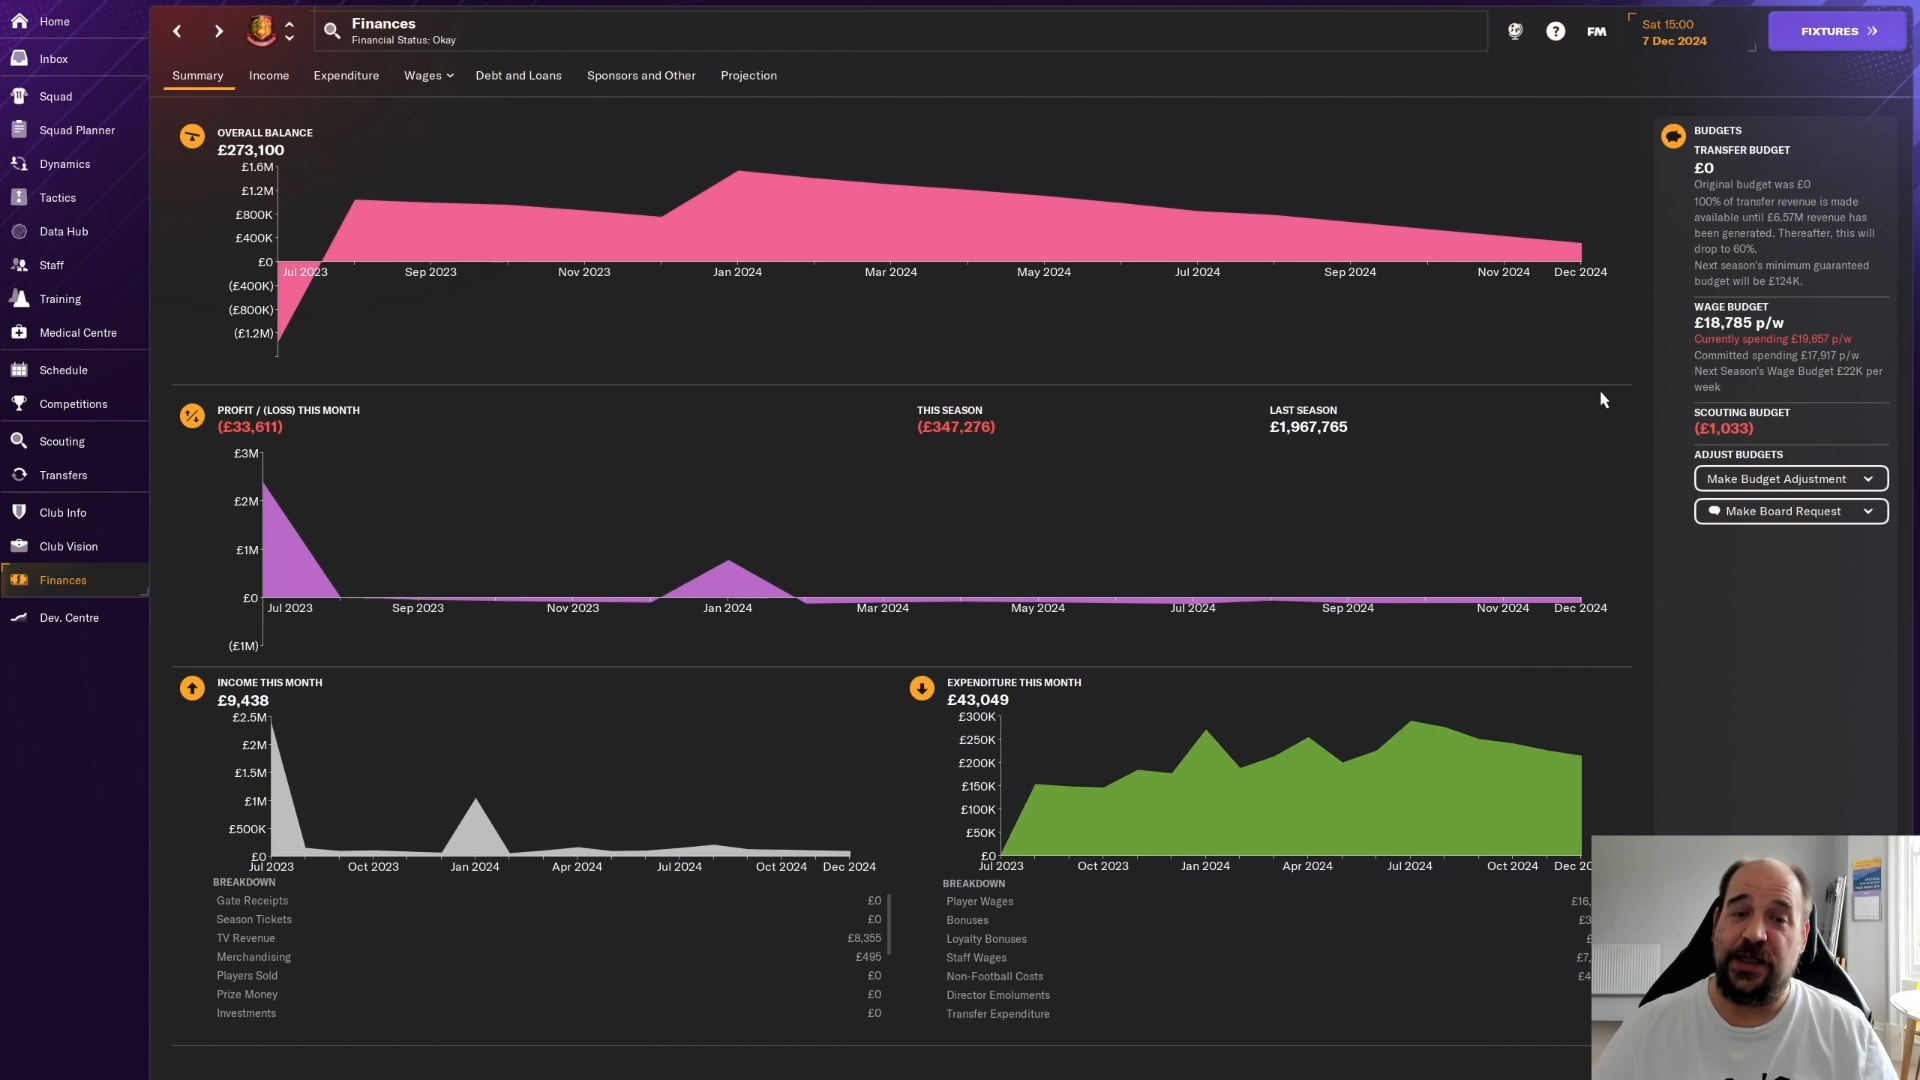 Home
Inbox
Squad
Squad Planner
Dynamics
Tactics
Data Hub
Staff
Training
Medical Centre
Schedule
Competitions
Scouting
Transfers
Club Info
Club Vision
Finances
Dev. Centre
Finances
Financial Status: Okay
FM
Sat 15:00
7 Dec 2024
FIXTURES
Summary Income Expenditure Wages Debt and Loans Sponsors and Other Projection
OVERALL BALANCE
£273,100
£1.6M
£1.2M
£800K
£400K
£0
(£400K)
(£800K)
(£1.2M)
Jul 2023 Sep 2023 Nov 2023 Jan 2024 Mar 2024 May 2024 Jul 2024 Sep 2024 Nov 2024 Dec 2024
PROFIT / (LOSS) THIS MONTH
(£33,611)
THIS SEASON
(£347,276)
LAST SEASON
£1,967,765
£3M
£2M
£1M
£0
(£1M)
Jul 2023 Sep 2023 Nov 2023 Jan 2024 Mar 2024 May 2024 Jul 2024 Sep 2024 Nov 2024 Dec 2024
INCOME THIS MONTH
£9,438
£2.5M
£2M
£1.5M
£1M
£500K
£0
Jul 2023 Oct 2023 Jan 2024 Apr 2024 Jul 2024 Oct 2024 Dec 2024
BREAKDOWN
Gate Receipts £0
Season Tickets £0
TV Revenue £8,355
Merchandising £495
Players Sold £0
Prize Money £0
Investments £0
EXPENDITURE THIS MONTH
£43,049
£300K
£250K
£200K
£150K
£100K
£50K
£0
Jul 2023 Oct 2023 Jan 2024 Apr 2024 Jul 2024 Oct 2024 Dec 20
BREAKDOWN
Player Wages £16,
Bonuses £3
Loyalty Bonuses £
Staff Wages £7,
Non-Football Costs £4
Director Emoluments
Transfer Expenditure
BUDGETS
TRANSFER BUDGET
£0
Original budget was £0
100% of transfer revenue is made
available until £6.57M revenue has
been generated. Thereafter, this will
drop to 60%.
Next season's minimum guaranteed
budget will be £124K.
WAGE BUDGET
£18,785 p/w
Currently spending £19,657 p/w
Committed spending £17,917 p/w
Next Season's Wage Budget £22K per
week
SCOUTING BUDGET
(£1,033)
ADJUST BUDGETS
Make Budget Adjustment
Make Board Request